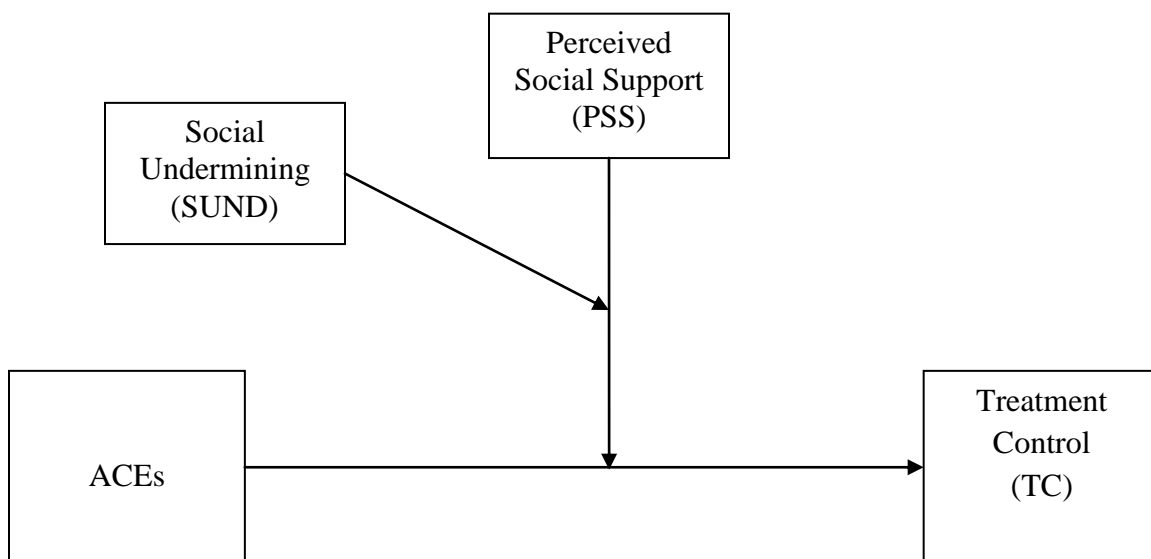 Perceived
Social Support
(PSS)
Social
Undermining
(SUND)
ACEs
Treatment
Control
(TC)